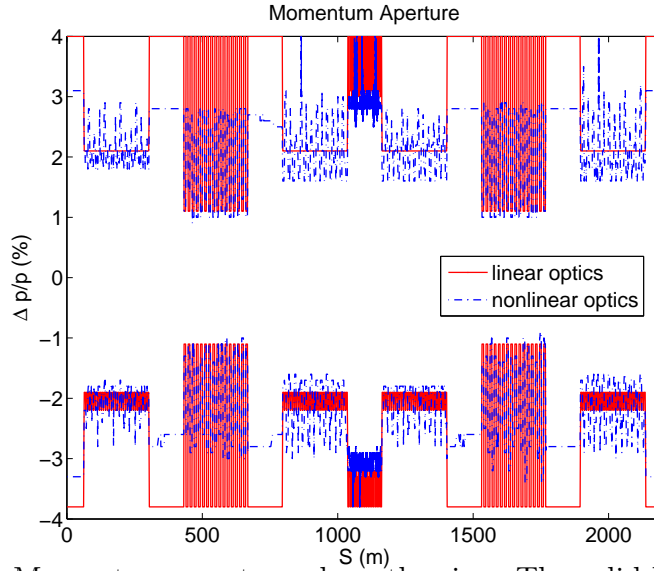 Momentum Aperture
Δ p/p (%)
4
3
2
1
0
−1
−2
−3
−4
linear optics
nonlinear optics
0 500 1000 1500 2000
S (m)